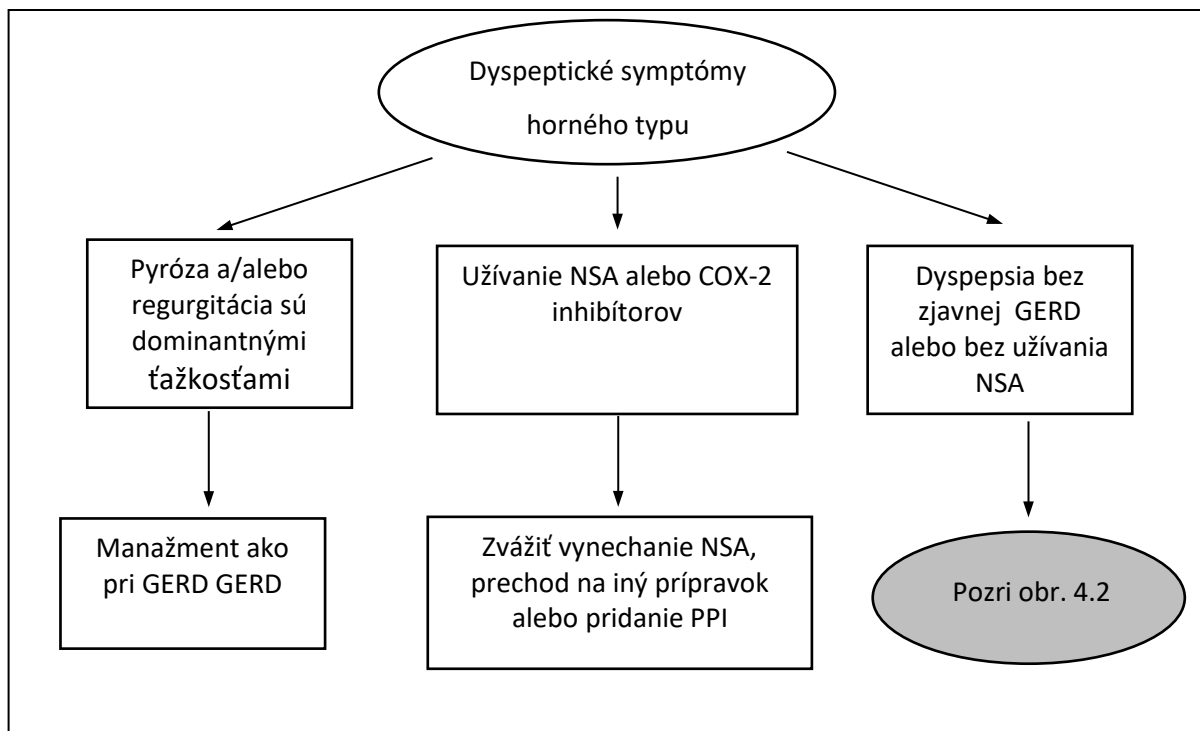 Dyspeptické symptómy
horného typu
Pyróza a/alebo
regurgitácia sú
dominantnými
ťažkosťami
Užívanie NSA alebo COX-2
inhibítorov
Dyspepsia bez
zjavnej GERD
alebo bez užívania
NSA
Manažment ako
pri GERD GERD
Zvážiť vynechanie NSA,
prechod na iný prípravok
alebo pridanie PPI
Pozri obr. 4.2